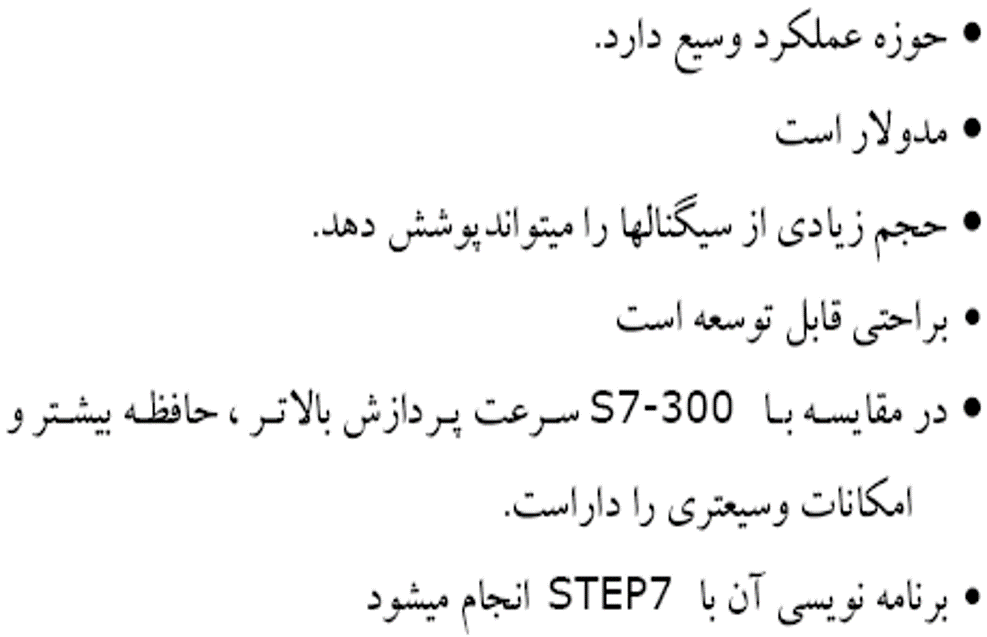 • حوزه عملکرد وسیع دارد.
• مدولار است
• حجم زیادی از سیگنالها را میتواندپوشش دهد.
• براحتی قابل توسعه است
• در مقایسه با S7-300 سرعت پردازش بالاتر ، حافظه بیشتر و
امکانات وسیعتری را داراست.
• برنامه نویسی آن با STEP7 انجام میشود